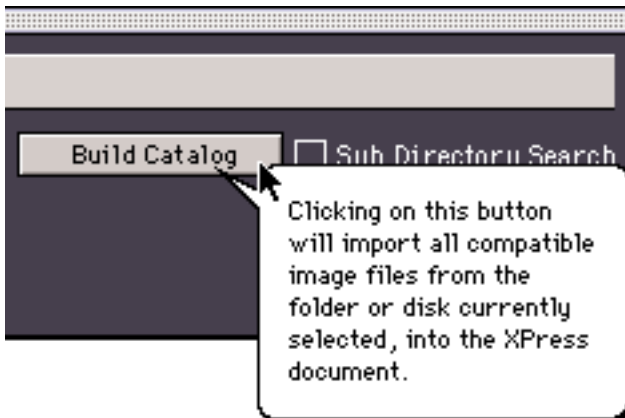 Build Catalog
Sub Directory Search
Clicking on this button
will import all compatible
image files from the
folder or disk currently
selected, into the XPress
document.